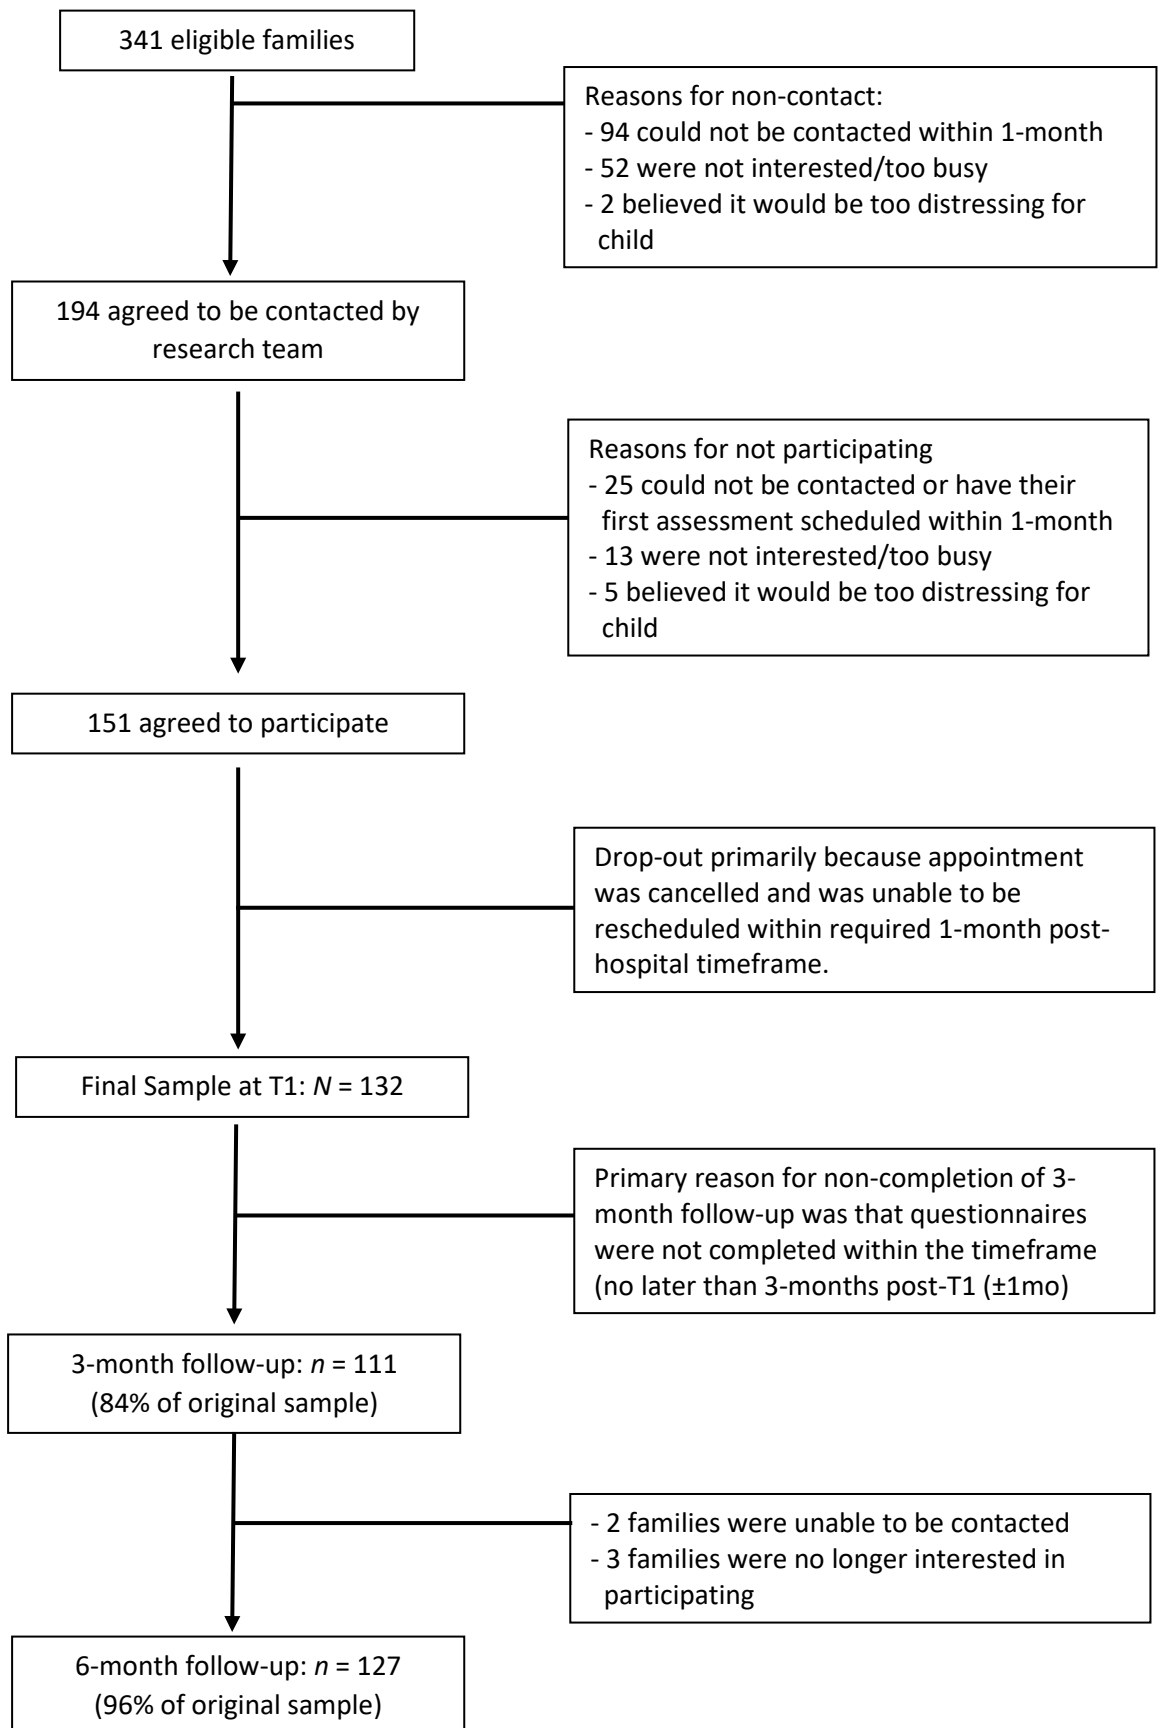 341 eligible families
Reasons for non-contact:
- 94 could not be contacted within 1-month
- 52 were not interested/too busy
- 2 believed it would be too distressing for
child
194 agreed to be contacted by
research team
Reasons for not participating
- 25 could not be contacted or have their
first assessment scheduled within 1-month
- 13 were not interested/too busy
- 5 believed it would be too distressing for
child
151 agreed to participate
Drop-out primarily because appointment
was cancelled and was unable to be
rescheduled within required 1-month post-
hospital timeframe.
Final Sample at T1: N = 132
Primary reason for non-completion of 3-
month follow-up was that questionnaires
were not completed within the timeframe
(no later than 3-months post-T1 (±1mo)
3-month follow-up: n = 111
(84% of original sample)
- 2 families were unable to be contacted
- 3 families were no longer interested in
participating
6-month follow-up: n = 127
(96% of original sample)